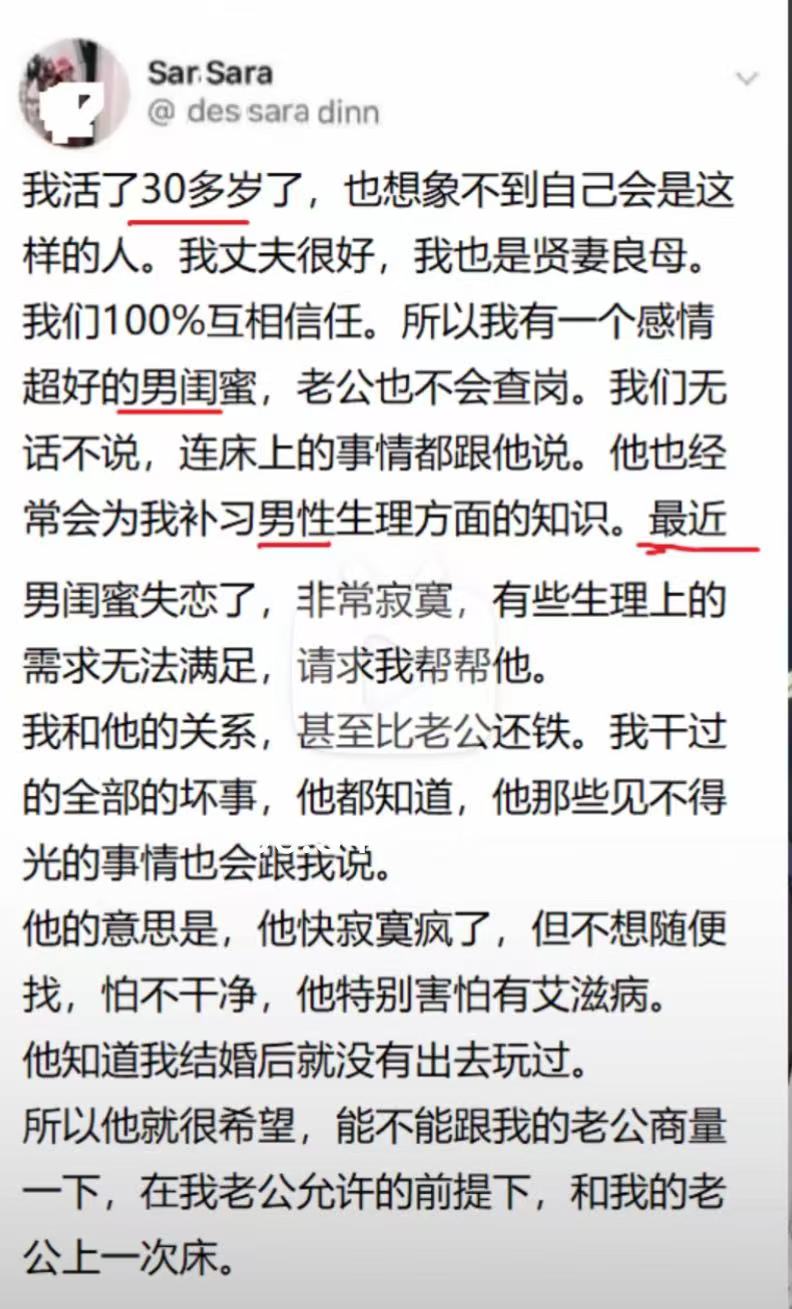 Sar Sara
@ des sara dinn
我活了30多岁了，也想象不到自己会是这
样的人。我丈夫很好，我也是贤妻良母。
我们100%互相信任。所以我有一个感情
超好的男闺蜜，老公也不会查岗。我们无
话不说，连床上的事情都跟他说。他也经
常会为我补习男性生理方面的知识。最近
男闺蜜失恋了，非常寂寞，有些生理上的
需求无法满足，请求我帮帮他。
我和他的关系，甚至比老公还铁。我干过
的全部的坏事，他都知道，他那些见不得
光的事情也会跟我说。
他的意思是，他快寂寞疯了，但不想随便
找，怕不干净，他特别害怕有艾滋病。
他知道我结婚后就没有出去玩过。
所以他就很希望，能不能跟我的老公商量
一下，在我老公允许的前提下，和我的老
公上一次床。